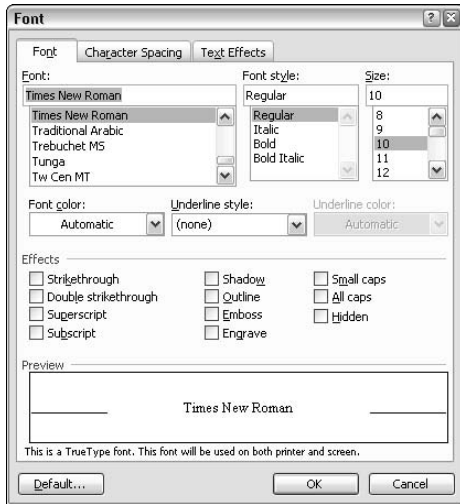 Font
Font Character Spacing Text Effects
Font: Font style: Size:
Times New Roman Regular 10
Times New Roman Regular 8
Traditional Arabic Italic 9
Trebuchet MS Bold 10
Tunga Bold Italic 11
Tw Cen MT 12
Font color: Underline style: Underline color:
Automatic (none) Automatic
Effects
Strikethrough Shadow Small caps
Double strikethrough Outline All caps
Superscript Emboss Hidden
Subscript Engrave
Preview
Times New Roman
This is a TrueType font. This font will be used on both printer and screen.
Default... OK Cancel